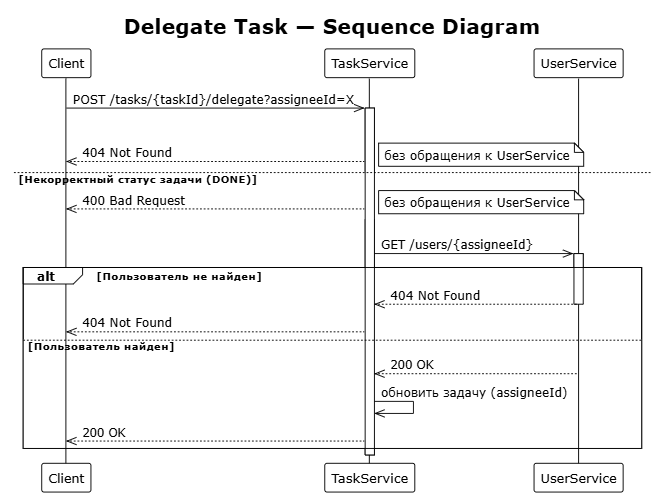 Delegate Task — Sequence Diagram
Client
TaskService
UserService
POST /tasks/{taskId}/delegate?assigneeId=X
404 Not Found
без обращения к UserService
[Некорректный статус задачи (DONE)]
400 Bad Request
без обращения к UserService
GET /users/{assigneeId}
alt
[Пользователь не найден]
404 Not Found
404 Not Found
[Пользователь найден]
200 OK
обновить задачу (assigneeId)
200 OK
Client
TaskService
UserService